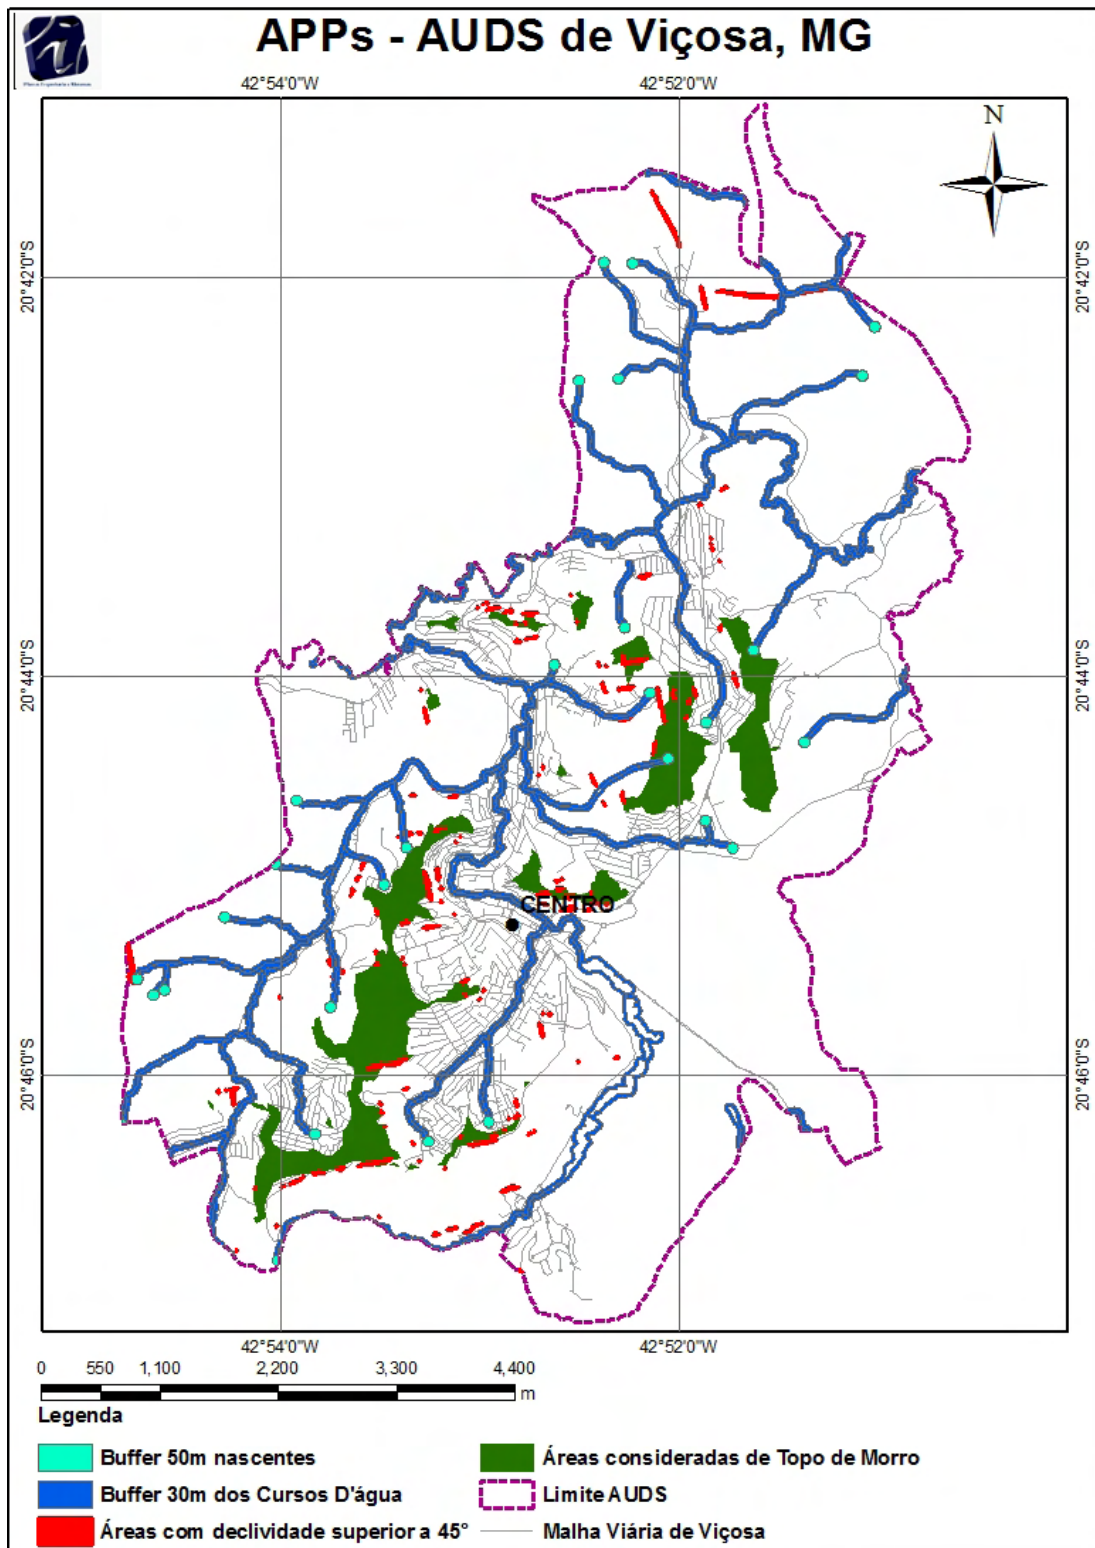 APPs - AUDS de Viçosa, MG
42°54'0"W 42°52'0"W
N
20°42'0"S 20°42'0"S
20°44'0"S 20°44'0"S
CENTRO
20°46'0"S 20°46'0"S
42°54'0"W 42°52'0"W
0 550 1,100 2,200 3,300 4,400
m
Legenda
Buffer 50m nascentes
Áreas consideradas de Topo de Morro
Buffer 30m dos Cursos D'água
Limite AUDS
Áreas com declividade superior a 45°
Malha Viária de Viçosa